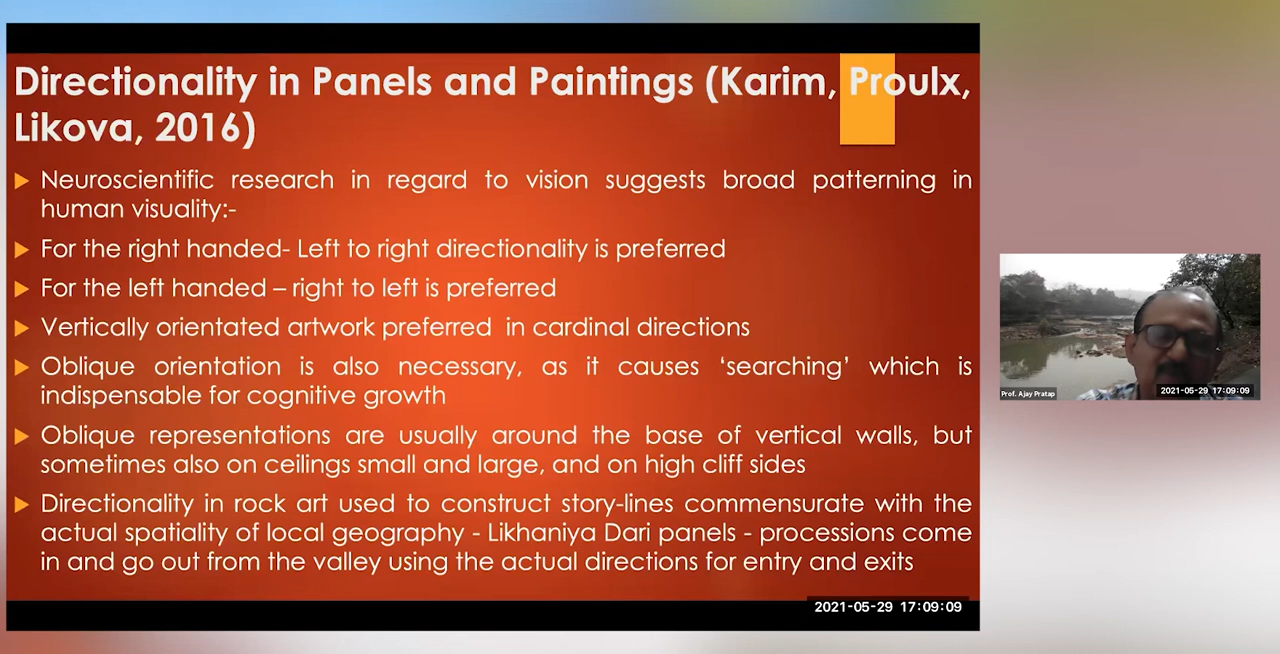 Directionality in Panels and Paintings (Karim, Proulx,
Likova, 2016)
Neuroscientific research in regard to vision suggests broad patterning in
human visuality:-
For the right handed- Left to right directionality is preferred
For the left handed – right to left is preferred
Vertically orientated artwork preferred in cardinal directions
Oblique orientation is also necessary, as it causes ‘searching’ which is
indispensable for cognitive growth
Oblique representations are usually around the base of vertical walls, but
sometimes also on ceilings small and large, and on high cliff sides
Directionality in rock art used to construct story-lines commensurate with the
actual spatiality of local geography - Likhaniya Dari panels - processions come
in and go out from the valley using the actual directions for entry and exits
2021-05-29 17:09:09
Prof. Ajay Pratap
2021-05-29 17:09:09